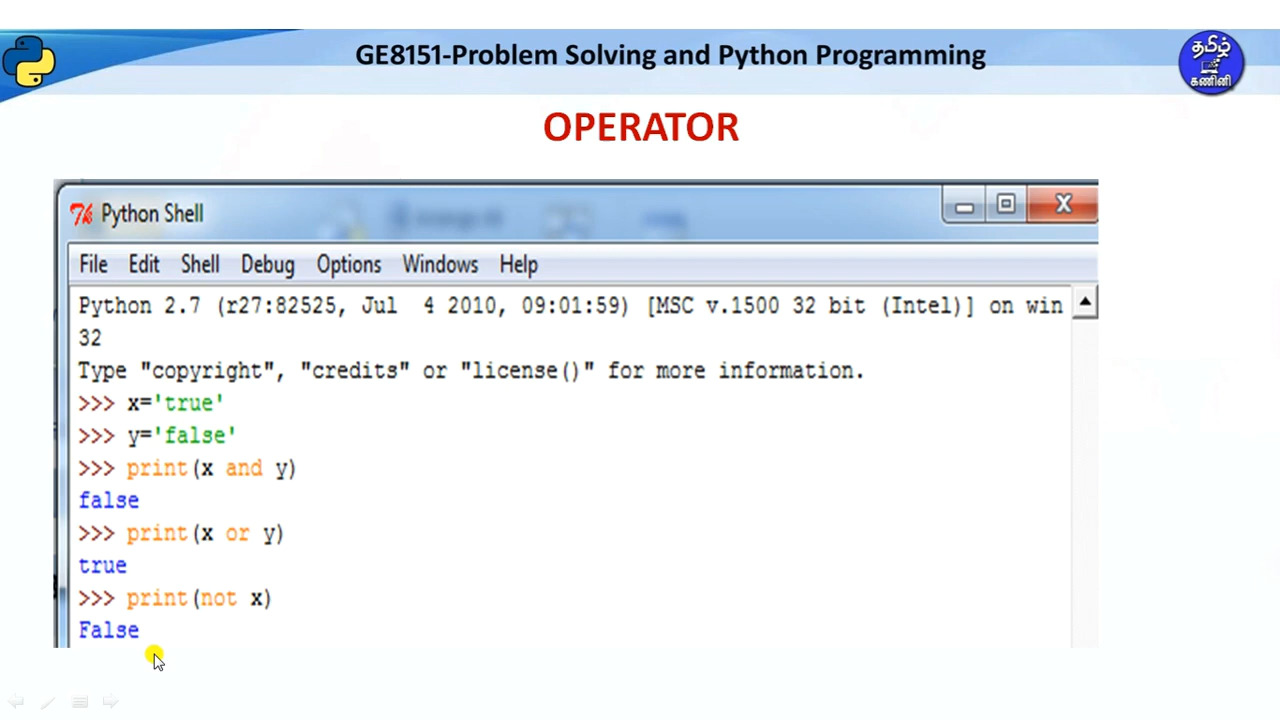 GE8151-Problem Solving and Python Programming
தமிழ்
கணினி
OPERATOR
Python Shell
File Edit Shell Debug Options Windows Help
Python 2.7 (r27:82525, Jul  4 2010, 09:01:59) [MSC v.1500 32 bit (Intel)] on win
32
Type "copyright", "credits" or "license()" for more information.
>>> x='true'
>>> y='false'
>>> print(x and y)
false
>>> print(x or y)
true
>>> print(not x)
False